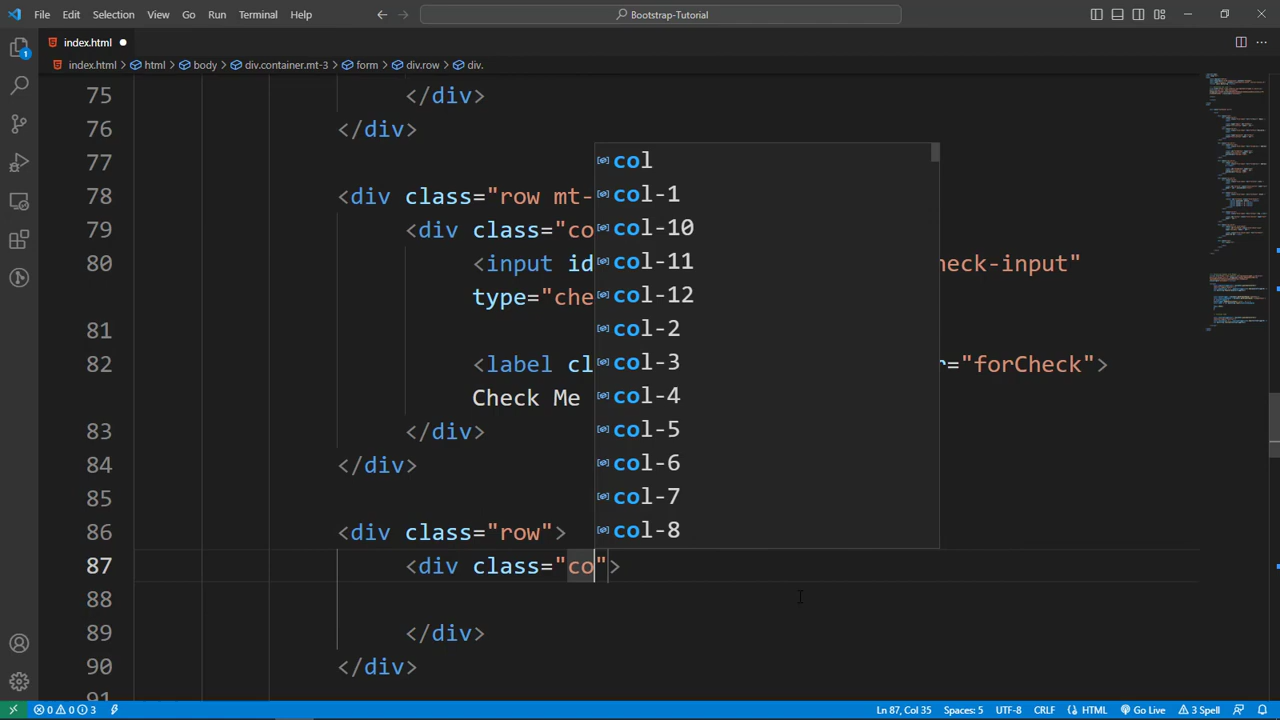 File Edit Selection View Go Run Terminal Help Bootstrap-Tutorial
index.html
index.html html body div.container.mt-3 form div.row div.
1
75 </div>
76 </div>
77
78 <div class="row mt-
79 <div class="co
80 <input id heck-input"
type="che
81
82 <label cl r="forCheck">
Check Me
83 </div>
84 </div>
85
86 <div class="row">
87 <div class="co">
88
89 </div>
90 </div>
91
col
col-1
col-10
col-11
col-12
col-2
col-3
col-4
col-5
col-6
col-7
col-8
0 0 3 Ln 87, Col 35 Spaces: 5 UTF-8 CRLF HTML Go Live 3 Spell